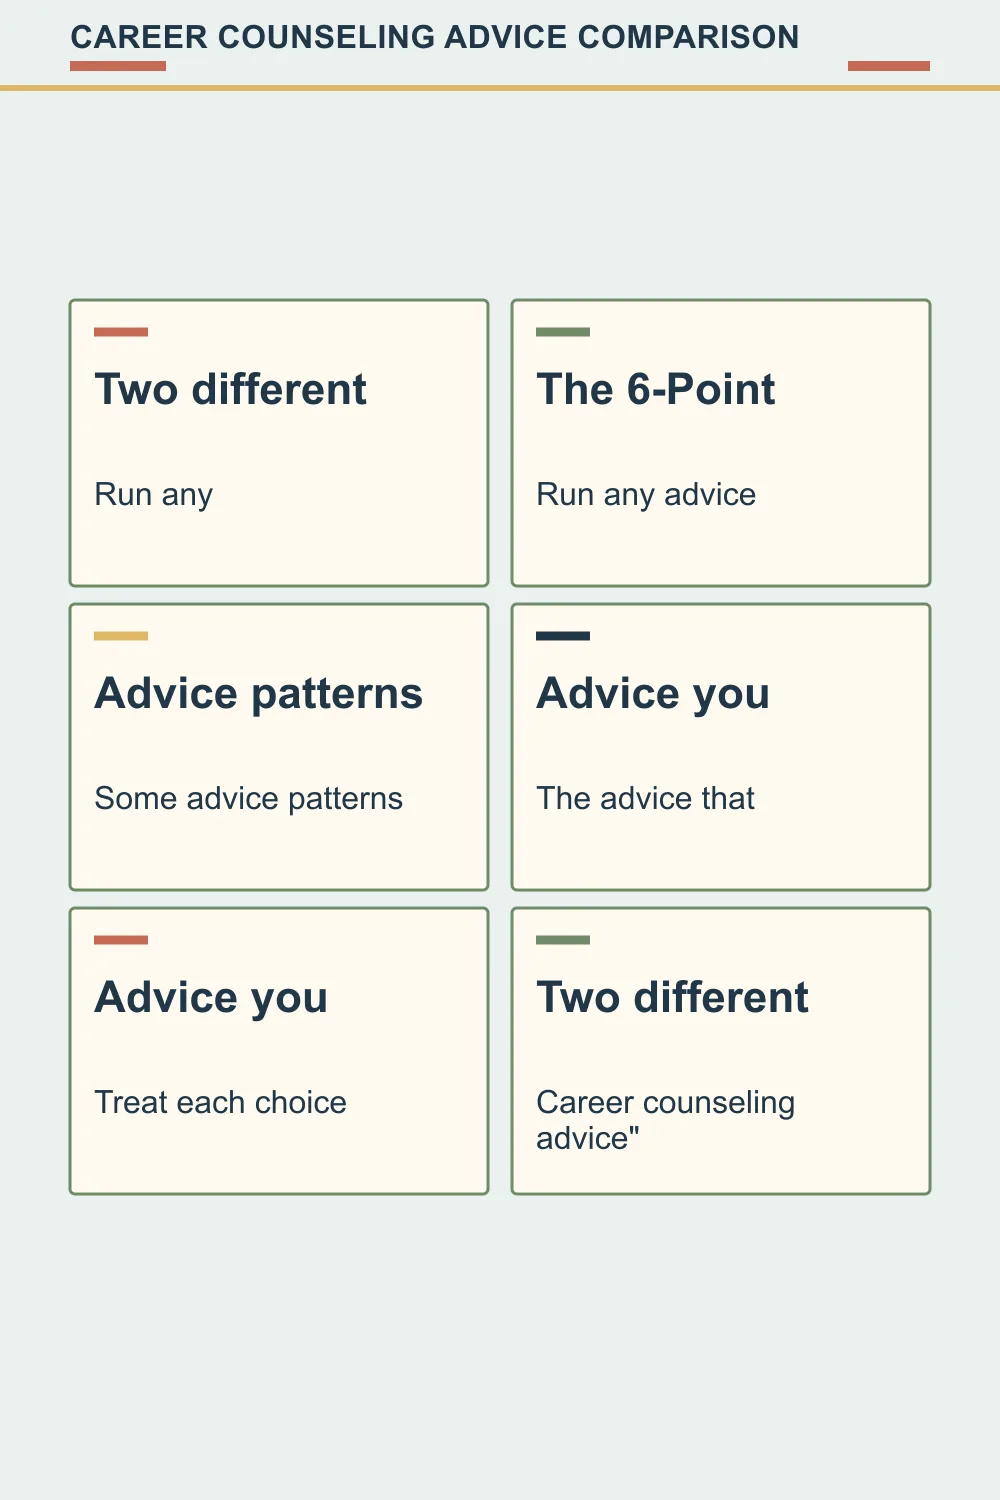 CAREER COUNSELING ADVICE COMPARISON
Two different
Run any
The 6-Point
Run any advice
Advice patterns
Some advice patterns
Advice you
The advice that
Advice you
Treat each choice
Two different
Career counseling
advice"